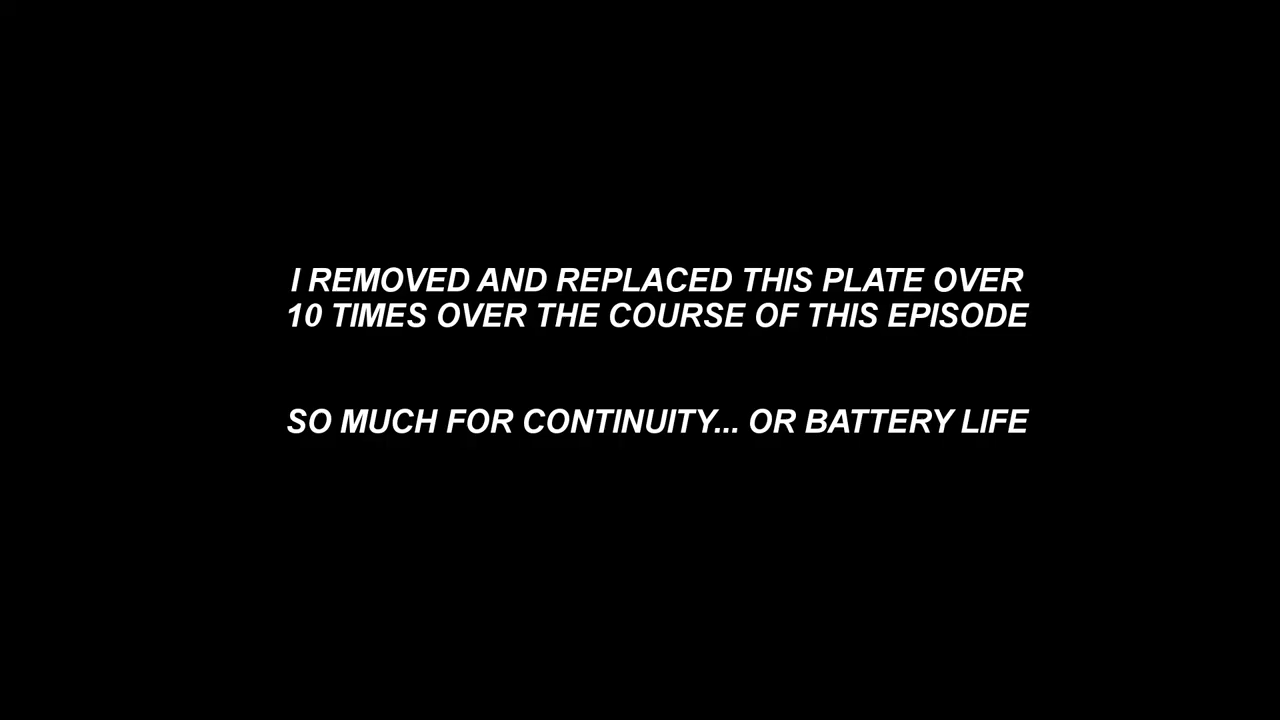 I REMOVED AND REPLACED THIS PLATE OVER
10 TIMES OVER THE COURSE OF THIS EPISODE
SO MUCH FOR CONTINUITY... OR BATTERY LIFE